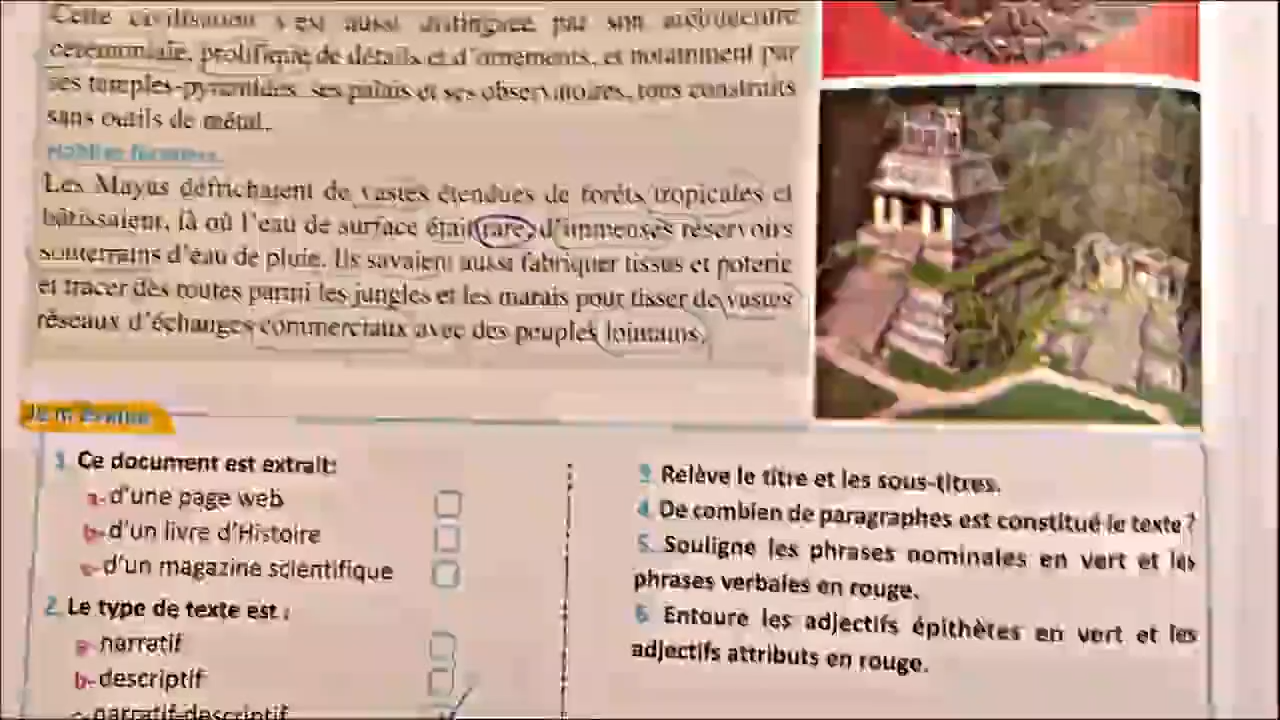 Cette civilisation s'est aussi distinguée par son architecture
cérémoniale, prolifique de détails et d'ornements, et notamment par
ses temples-pyramides, ses palais et ses observatoires, tous construits
sans outils de métal.
Les Mayas défrichaient de vastes étendues de forêts tropicales et
bâtissaient, là où l'eau de surface était rare, d'immenses réservoirs
souterrains d'eau de pluie. Ils savaient aussi fabriquer tissus et poterie
et tracer des routes parmi les jungles et les marais pour tisser de vastes
réseaux d'échanges commerciaux avec des peuples lointains.
Je m'évalue
1. Ce document est extrait:
a- d'une page web
b- d'un livre d'Histoire
c- d'un magazine scientifique
2. Le type de texte est :
a- narratif
b- descriptif
c- narratif-descriptif
3. Relève le titre et les sous-titres.
4. De combien de paragraphes est constitué le texte ?
5. Souligne les phrases nominales en vert et les
phrases verbales en rouge.
6. Entoure les adjectifs épithètes en vert et les
adjectifs attributs en rouge.